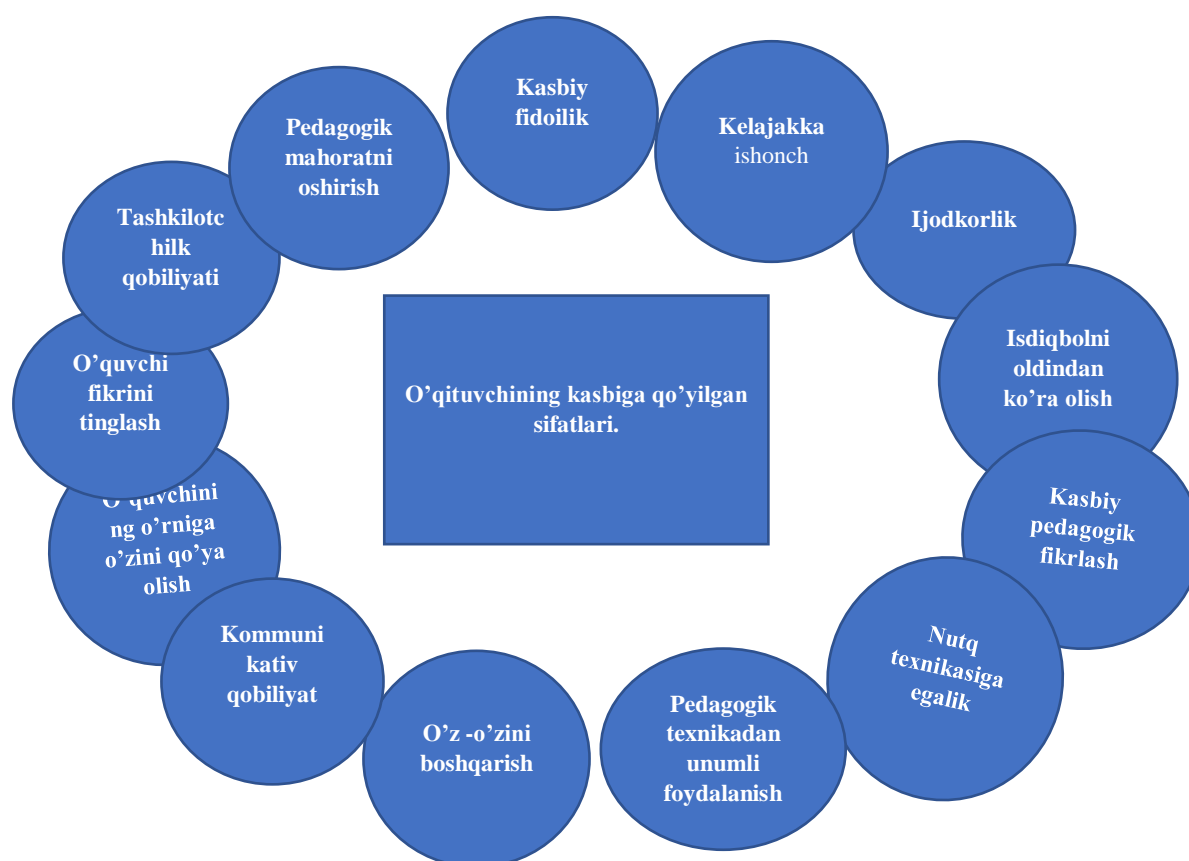 Kasbiy
fidoilik
Kelajakka
ishonch
Ijodkorlik
Isdiqbolni
oldindan
ko’ra olish
Kasbiy
pedagogik
fikrlash
Nutq
texnikasiga
egalik
Pedagogik
texnikadan
unumli
foydalanish
O’z -o’zini
boshqarish
Kommuni
kativ
qobiliyat
O’quvchini
ng o’rniga
o’zini qo’ya
olish
O’quvchi
fikrini
tinglash
Tashkilotc
hilk
qobiliyati
Pedagogik
mahoratni
oshirish
O’qituvchining kasbiga qo’yilgan
sifatlari.